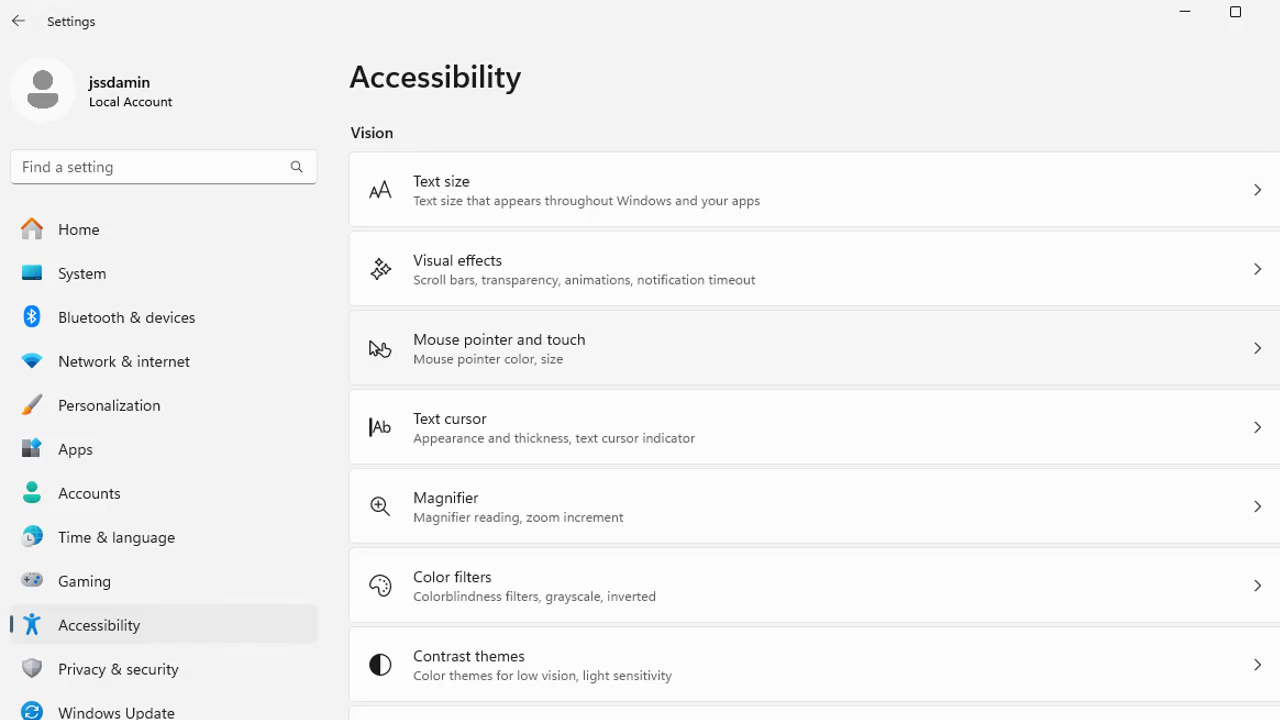 Settings
jssdamin
Local Account
Find a setting
Home
System
Bluetooth & devices
Network & internet
Personalization
Apps
Accounts
Time & language
Gaming
Accessibility
Privacy & security
Windows Update
Accessibility
Vision
Text size
Text size that appears throughout Windows and your apps
Visual effects
Scroll bars, transparency, animations, notification timeout
Mouse pointer and touch
Mouse pointer color, size
Text cursor
Appearance and thickness, text cursor indicator
Magnifier
Magnifier reading, zoom increment
Color filters
Colorblindness filters, grayscale, inverted
Contrast themes
Color themes for low vision, light sensitivity